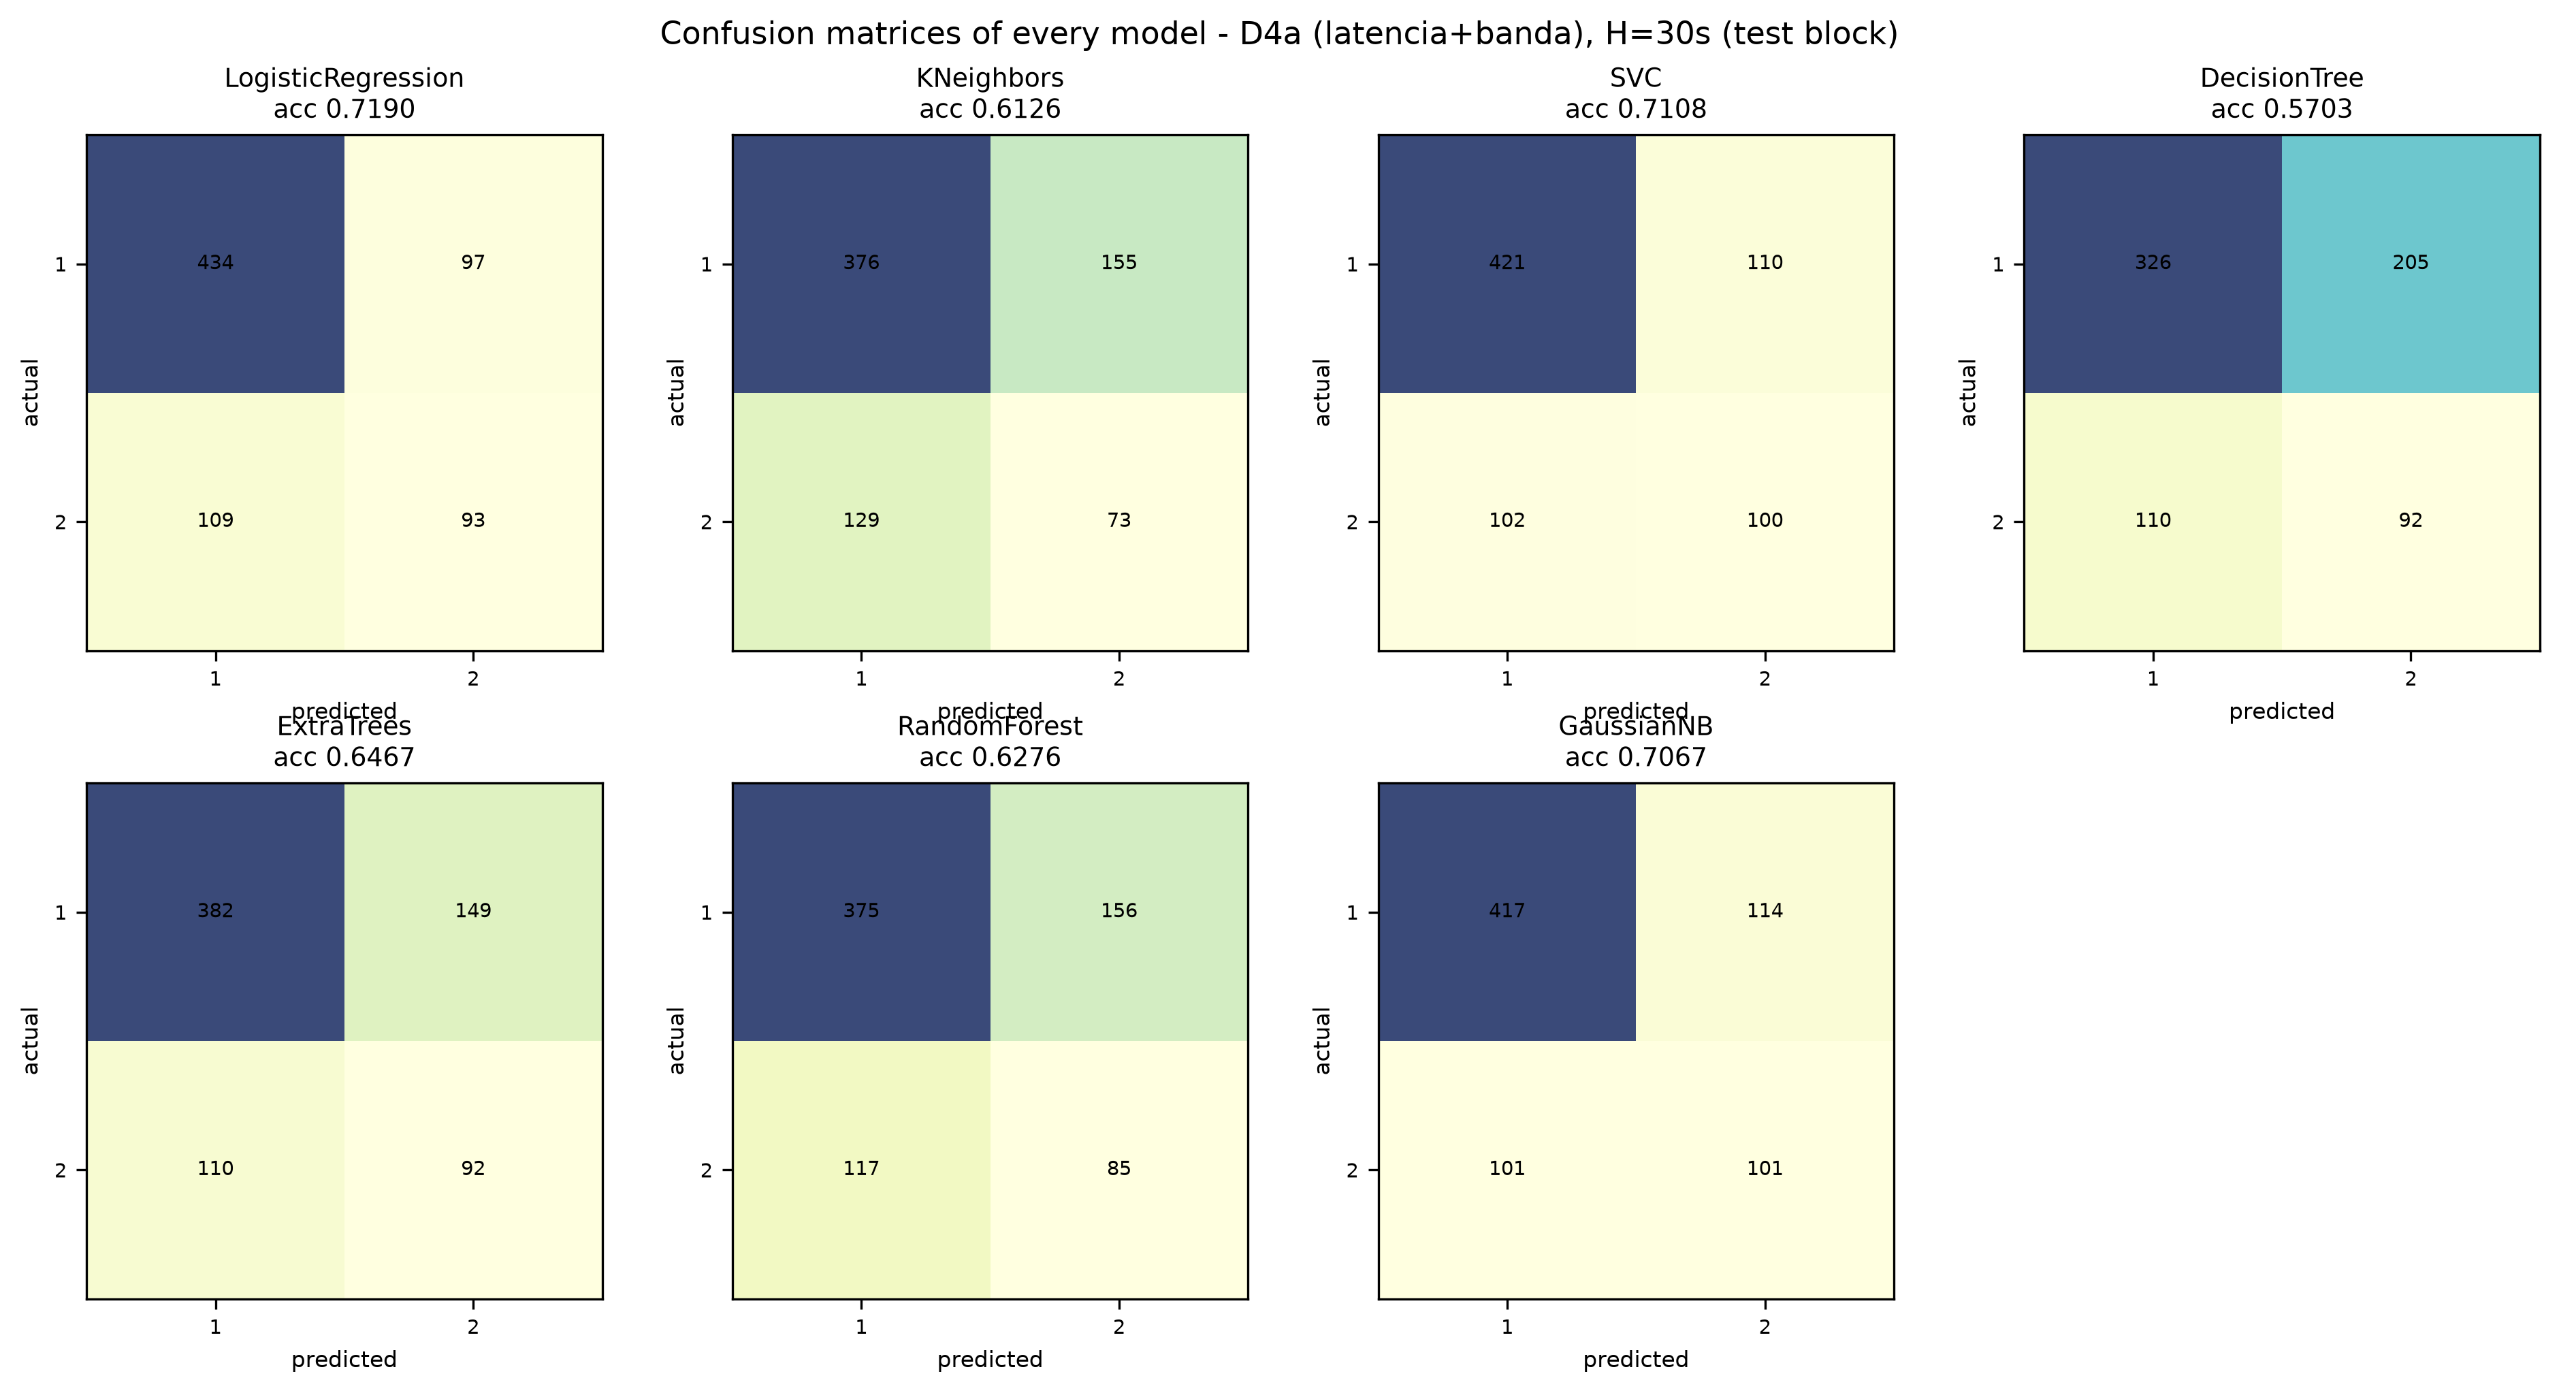 Confusion matrices of every model - D4a (latencia+banda), H=30s (test block)
LogisticRegression
acc 0.7190
434 97
109 93
1
2
actual
1 2
predicted
KNeighbors
acc 0.6126
376 155
129 73
1
2
actual
1 2
predicted
SVC
acc 0.7108
421 110
102 100
1
2
actual
1 2
predicted
DecisionTree
acc 0.5703
326 205
110 92
1
2
actual
1 2
predicted
ExtraTrees
acc 0.6467
382 149
110 92
1
2
actual
1 2
predicted
RandomForest
acc 0.6276
375 156
117 85
1
2
actual
1 2
predicted
GaussianNB
acc 0.7067
417 114
101 101
1
2
actual
1 2
predicted